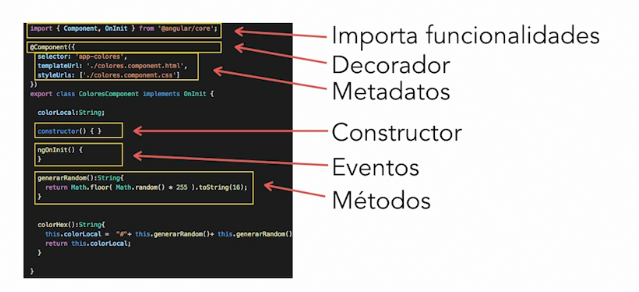 import { Component, OnInit } from '@angular/core';
@Component({
selector: 'app-colores',
templateUrl: './colores.component.html',
styleUrls: ['./colores.component.css']
})
export class ColoresComponent implements OnInit {
colorLocal:String;
constructor() { }
ngOnInit() {
}
generarRandom():String{
return Math.floor( Math.random() * 255 ).toString(16);
}
colorHex():String{
this.colorLocal = "#"+ this.generarRandom()+ this.generarRandom()
return this.colorLocal;
}
}
Importa funcionalidades
Decorador
Metadatos
Constructor
Eventos
Métodos